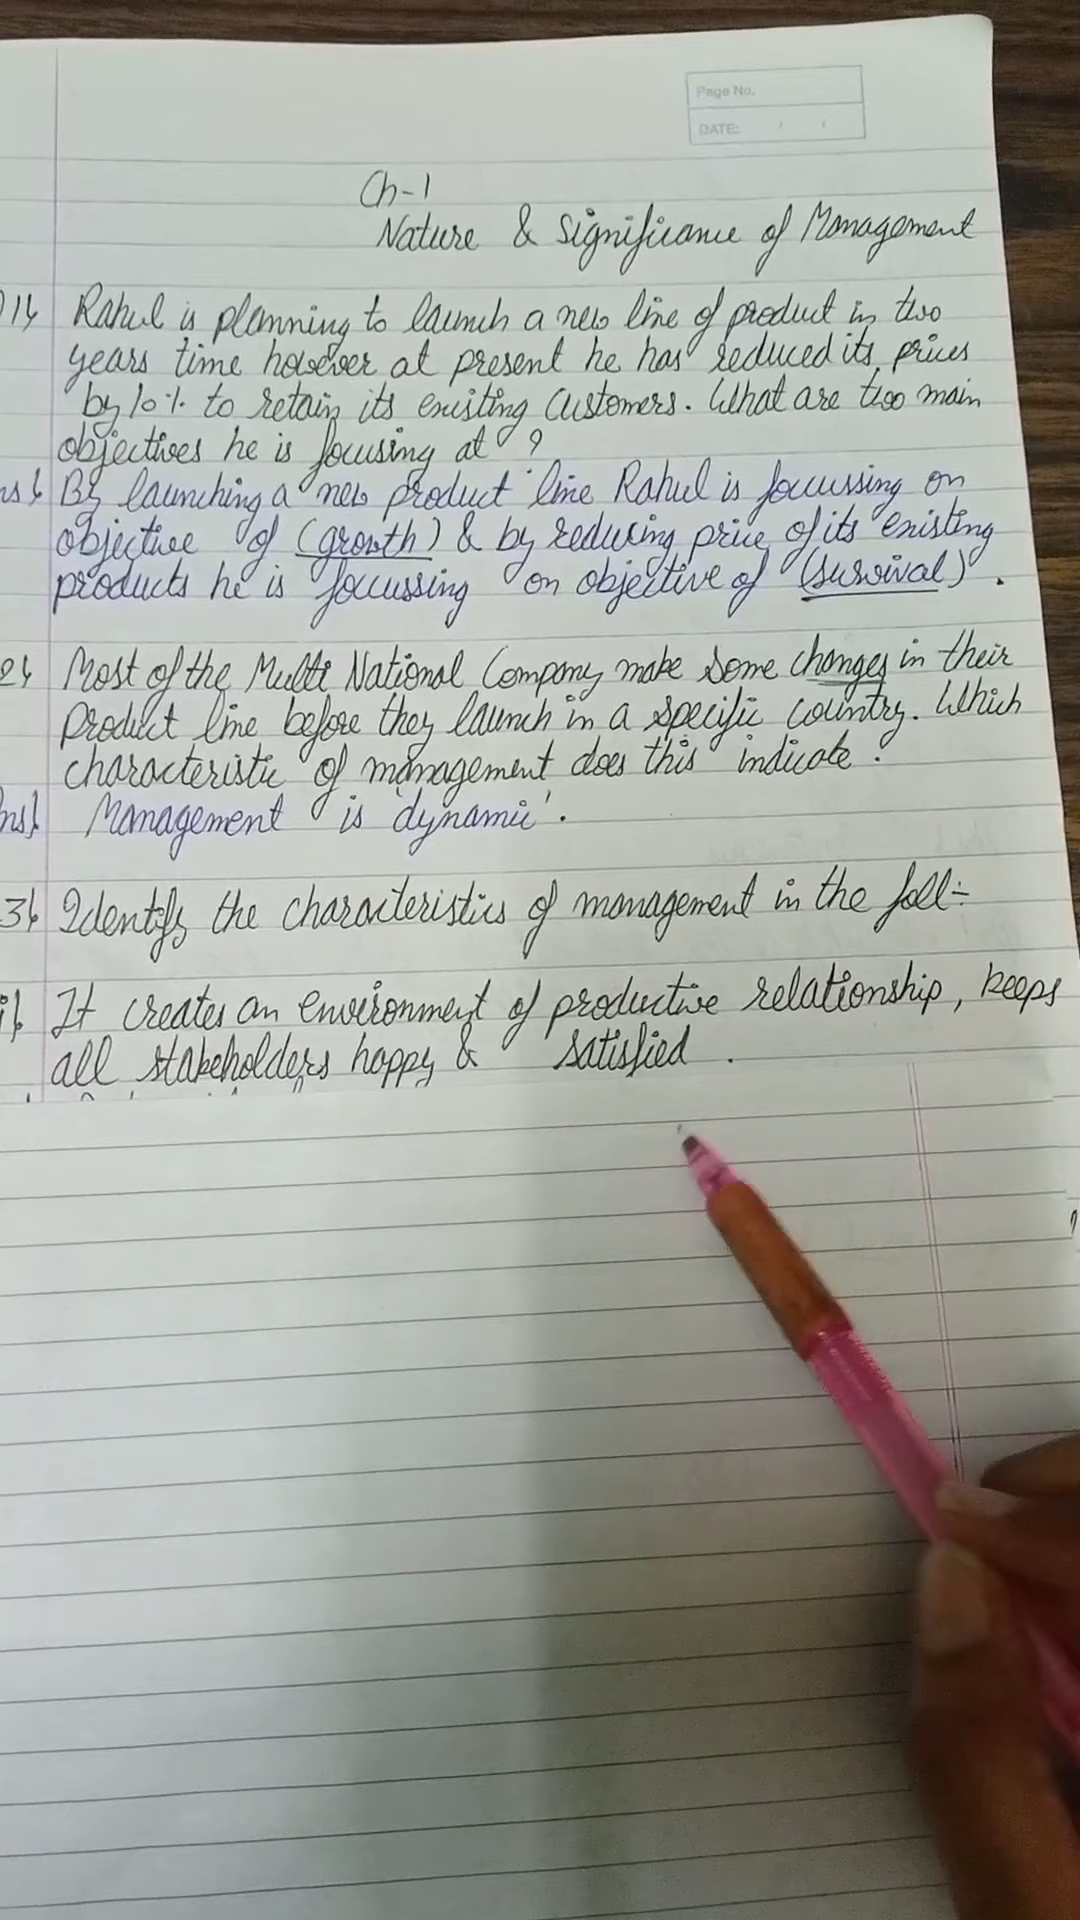 Page No.
DATE: / /
Ch-1
Nature & Significance of Management
Q1} Rahul is planning to launch a new line of product in two
years time however at present he has reduced its prices
by 10% to retain its existing customers. What are two main
objectives he is focusing at ?
ns} By launching a new product line Rahul is focussing on
objective of (growth) & by reducing price of its existing
products he is focussing on objective of (survival).
2} Most of the Multi National Company make some changes in their
product line before they launch in a specific country. Which
characteristic of management does this indicate.
ns} Management is 'dynamic'.
3} Identify the characteristics of management in the foll÷
i} It creates an environment of productive relationship, keeps
all stakeholders happy & satisfied.